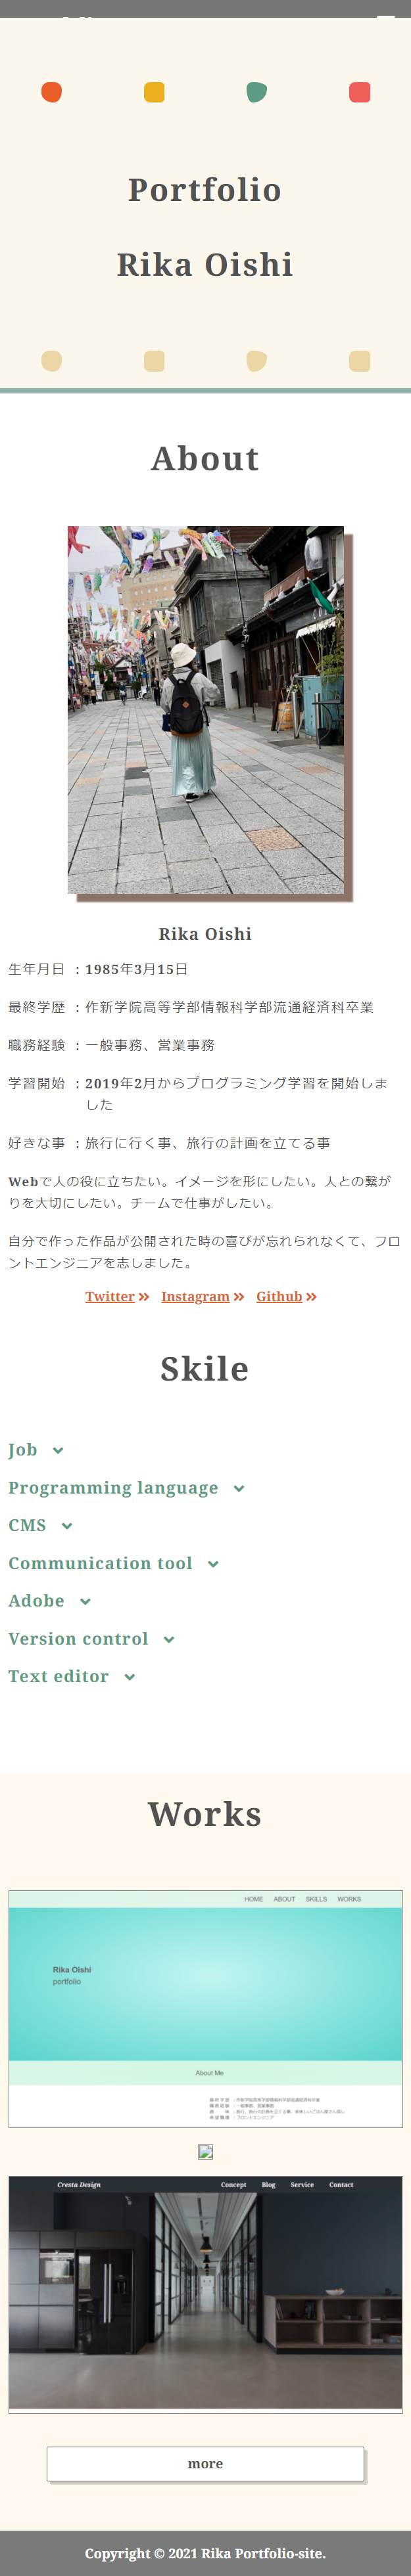 Portfolio
Rika Oishi
About
Rika Oishi
生年月日 : 1985年3月15日
最終学歴 : 作新学院高等学部情報科学部流通経済科卒業
職務経験 : 一般事務、営業事務
学習開始 : 2019年2月からプログラミング学習を開始しま
した
好きな事 : 旅行に行く事、旅行の計画を立てる事
Webで人の役に立ちたい。イメージを形にしたい。人との繋が
りを大切にしたい。チームで仕事がしたい。
自分で作った作品が公開された時の喜びが忘れられなくて、フロ
ントエンジニアを志しました。
Twitter Instagram Github
Skile
Job
Programming language
CMS
Communication tool
Adobe
Version control
Text editor
Works
HOME ABOUT SKILLS WORKS
Rika Oishi
portfolio
About Me
Cresta Design Concept Blog Service Contact
more
Copyright © 2021 Rika Portfolio-site.